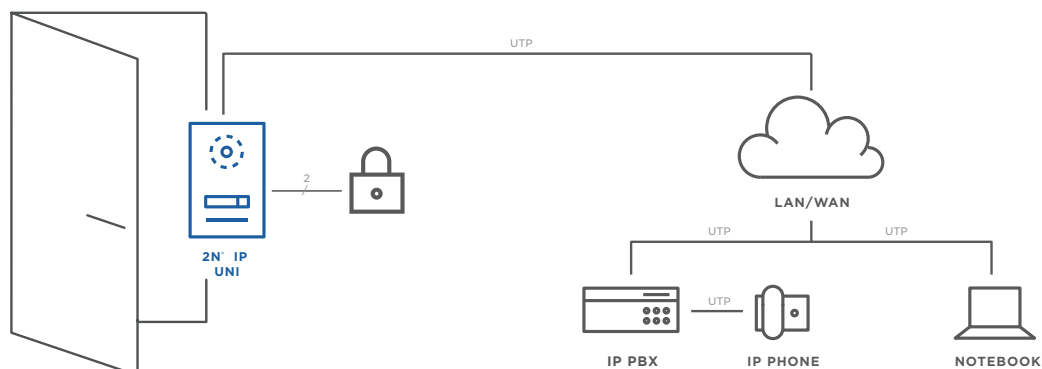 UTP
2
2N® IP
UNI
LAN/WAN
UTP
UTP
UTP
IP PBX
IP PHONE
NOTEBOOK